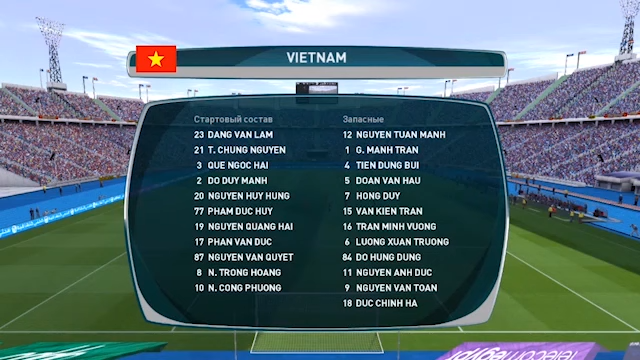 VIETNAM
Стартовый состав
23 DANG VAN LAM
21 T. CHUNG NGUYEN
3 QUE NGOC HAI
2 DO DUY MANH
20 NGUYEN HUY HUNG
77 PHAM DUC HUY
19 NGUYEN QUANG HAI
17 PHAN VAN DUC
87 NGUYEN VAN QUYET
8 N. TRONG HOANG
10 N. CONG PHUONG
Запасные
12 NGUYEN TUAN MANH
1 G. MANH TRAN
4 TIEN DUNG BUI
5 DOAN VAN HAU
7 HONG DUY
15 VAN KIEN TRAN
16 TRAN MINH VUONG
6 LUONG XUAN TRUONG
84 DO HUNG DUNG
11 NGUYEN ANH DUC
9 NGUYEN VAN TOAN
18 DUC CHINH HA